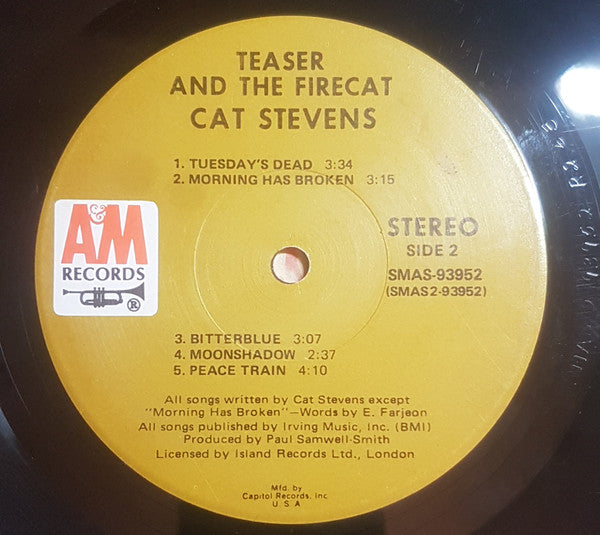 TEASER
AND THE FIRECAT
CAT STEVENS
1. TUESDAY'S DEAD 3:34
2. MORNING HAS BROKEN 3:15
A&M
RECORDS
®
STEREO
SIDE 2
SMAS-93952
(SMAS2-93952)
3. BITTERBLUE 3:07
4. MOONSHADOW 2:37
5. PEACE TRAIN 4:10
All songs written by Cat Stevens except
"Morning Has Broken"—Words by E. Farjeon
All songs published by Irving Music, Inc. (BMI)
Produced by Paul Samwell-Smith
Licensed by Island Records Ltd., London
Mfd. by
Capitol Records, Inc.
U.S.A